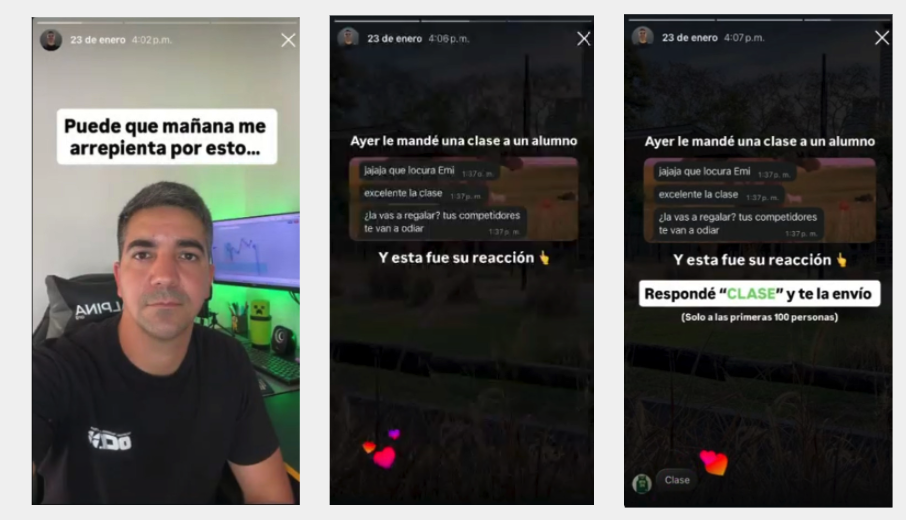 23 de enero 4:02 p.m.
Puede que mañana me
arrepienta por esto...
ALPINA
23 de enero 4:06 p.m.
Ayer le mandé una clase a un alumno
jajaja que locura Emi 1:37 p. m.
excelente la clase 1:37 p. m.
¿la vas a regalar? tus competidores
te van a odiar 1:37 p. m.
Y esta fue su reacción 👆
23 de enero 4:07 p.m.
Ayer le mandé una clase a un alumno
jajaja que locura Emi 1:37 p. m.
excelente la clase 1:37 p. m.
¿la vas a regalar? tus competidores
te van a odiar 1:37 p. m.
Y esta fue su reacción 👆
Respondé “CLASE” y te la envío
(Solo a las primeras 100 personas)
Clase